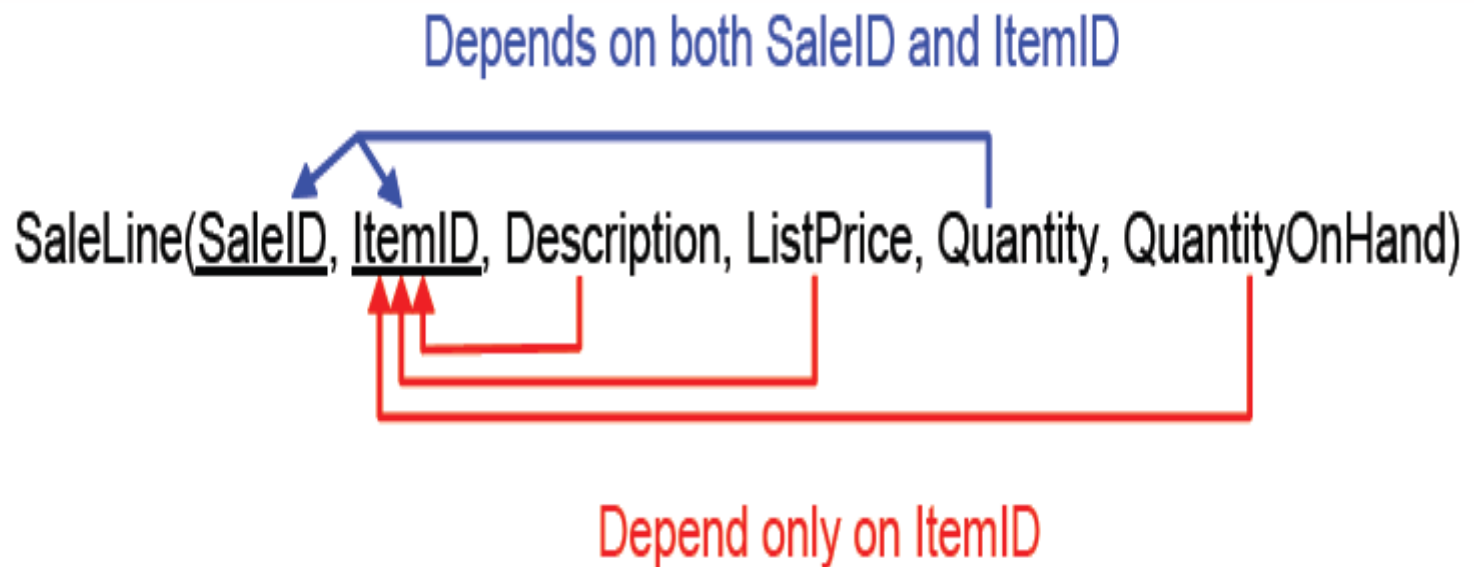 Depends on both SaleID and ItemID
SaleLine(SaleID, ItemID, Description, ListPrice, Quantity, QuantityOnHand)
Depend only on ItemID